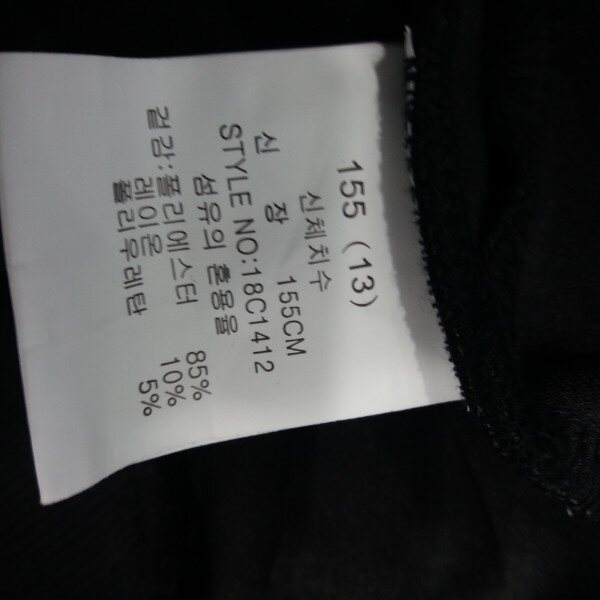 155 (13)
신체치수
신 장 155CM
STYLE NO:18C1412
섬유의 혼용율
겉감:폴리에스터 85%
레이온 10%
폴리우레탄 5%